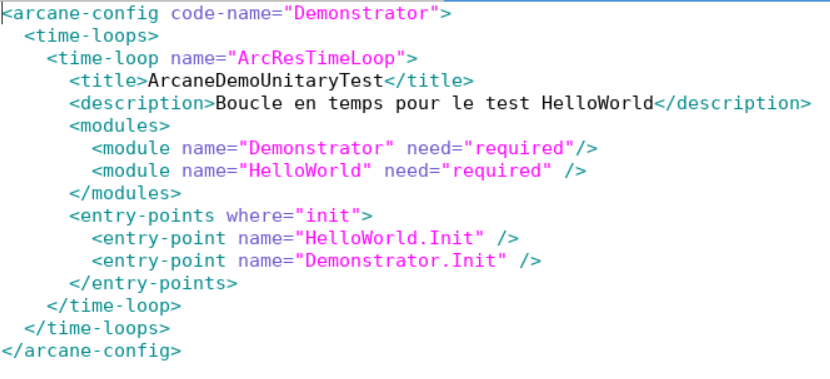 <arcane-config code-name="Demonstrator">
  <time-loops>
    <time-loop name="ArcResTimeLoop">
      <title>ArcaneDemoUnitaryTest</title>
      <description>Boucle en temps pour le test HelloWorld</description>
      <modules>
        <module name="Demonstrator" need="required"/>
        <module name="HelloWorld" need="required" />
      </modules>
      <entry-points where="init">
        <entry-point name="HelloWorld.Init" />
        <entry-point name="Demonstrator.Init" />
      </entry-points>
    </time-loop>
  </time-loops>
</arcane-config>